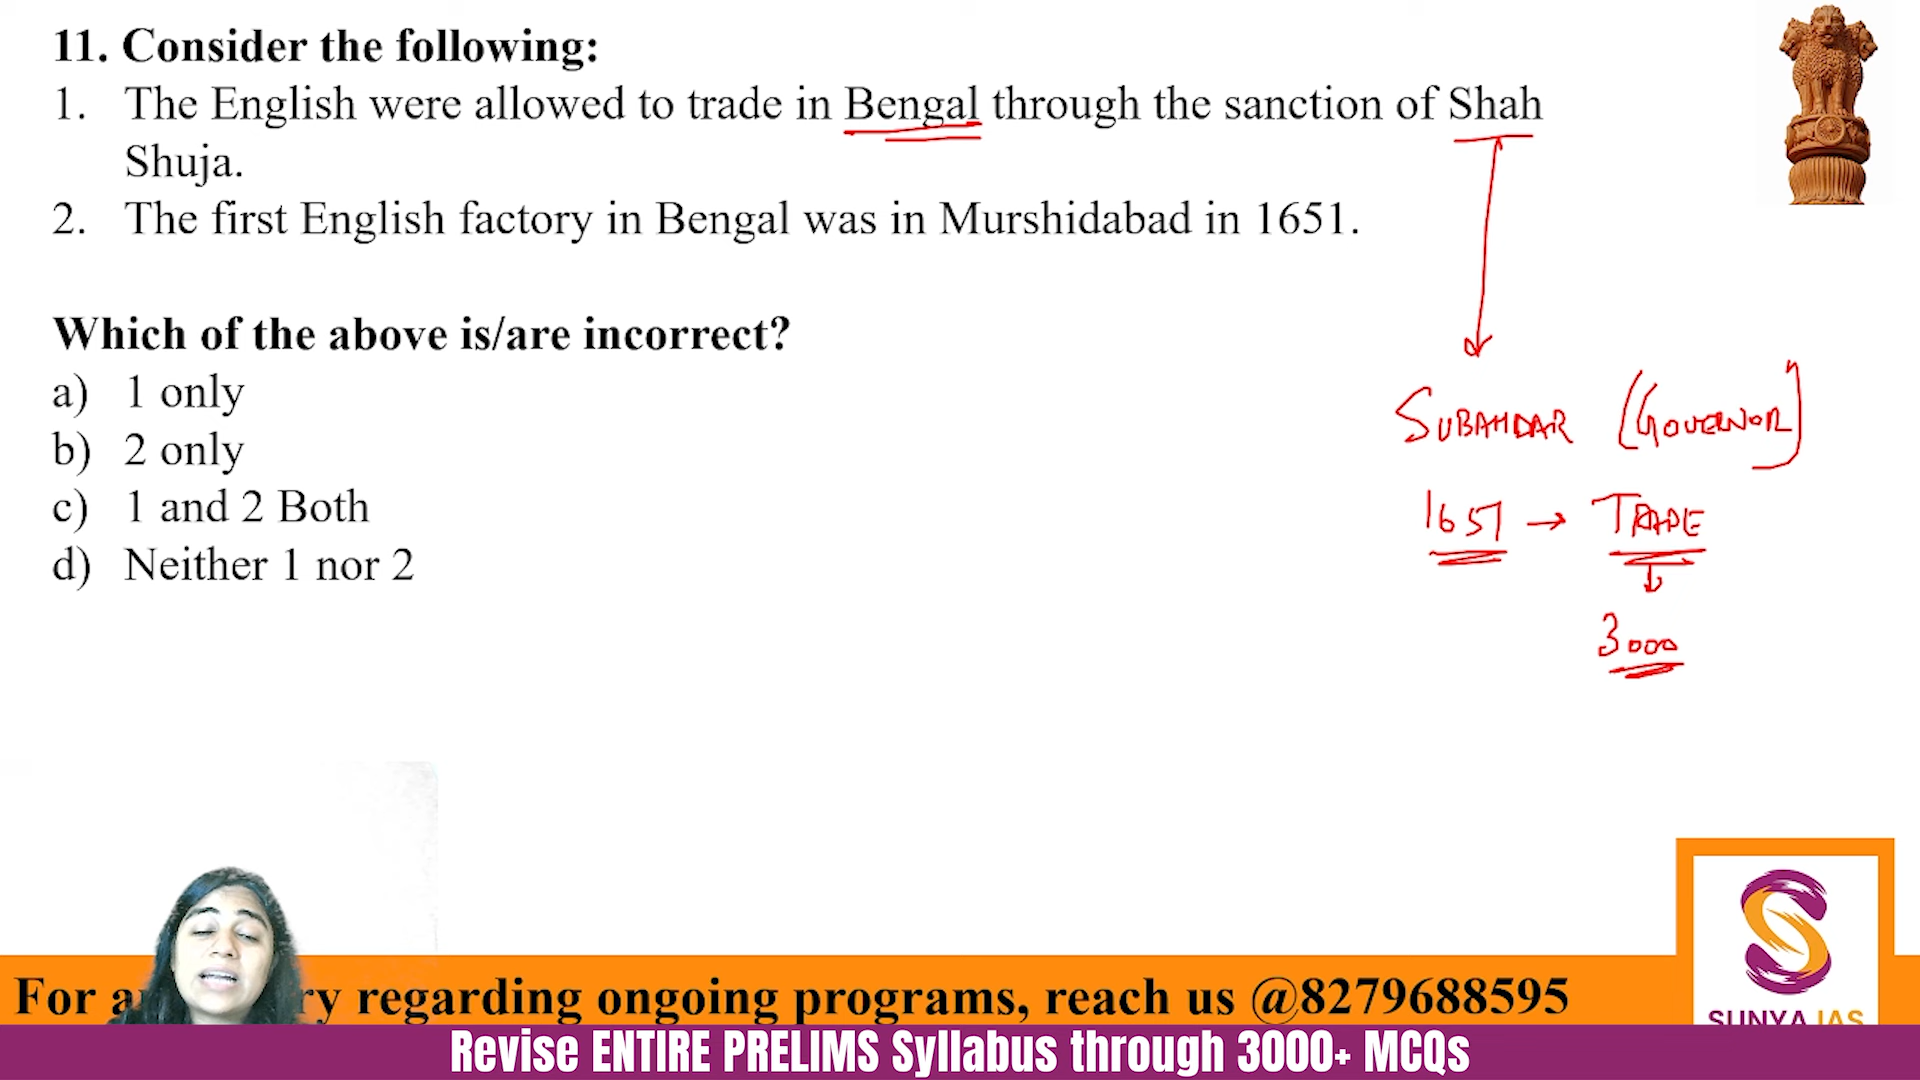 11. Consider the following:
1. The English were allowed to trade in Bengal through the sanction of Shah
Shuja.
2. The first English factory in Bengal was in Murshidabad in 1651.
Which of the above is/are incorrect?
a) 1 only
b) 2 only
c) 1 and 2 Both
d) Neither 1 nor 2
SUBAHDAR (GOVERNOR)
1651 → TRADE
3000
For a ry regarding ongoing programs, reach us @8279688595
SUNYA IAS
Revise ENTIRE PRELIMS Syllabus through 3000+ MCQs